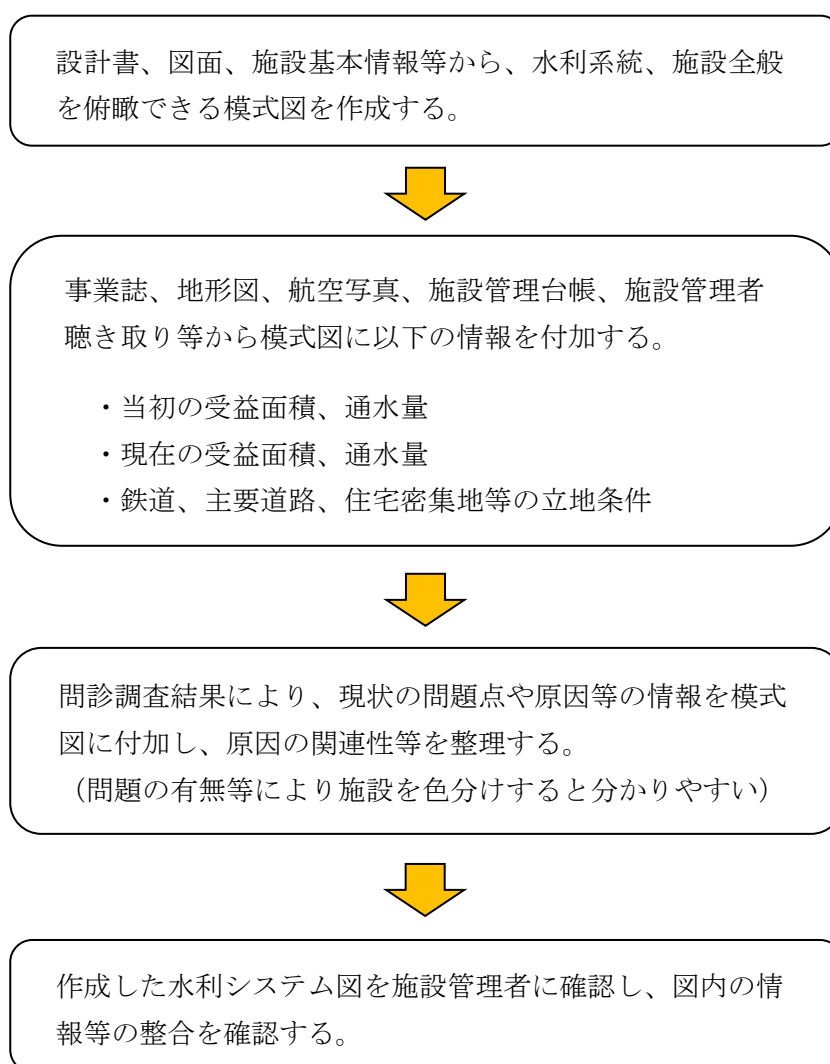 設計書、図面、施設基本情報等から、水利系統、施設全般
を俯瞰できる模式図を作成する。
事業誌、地形図、航空写真、施設管理台帳、施設管理者
聴き取り等から模式図に以下の情報を付加する。
・当初の受益面積、通水量
・現在の受益面積、通水量
・鉄道、主要道路、住宅密集地等の立地条件
問診調査結果により、現状の問題点や原因等の情報を模式
図に付加し、原因の関連性等を整理する。
（問題の有無等により施設を色分けすると分かりやすい）
作成した水利システム図を施設管理者に確認し、図内の情
報等の整合を確認する。